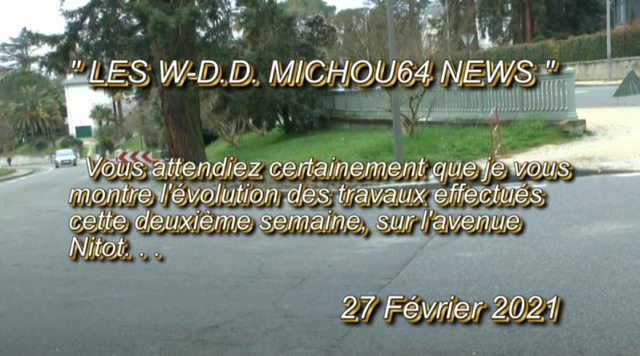 " LES W-D.D. MICHOU64 NEWS "
Vous attendiez certainement que je vous
montre l'évolution des travaux effectués
cette deuxième semaine, sur l'avenue
Nitot. . .
27 Février 2021